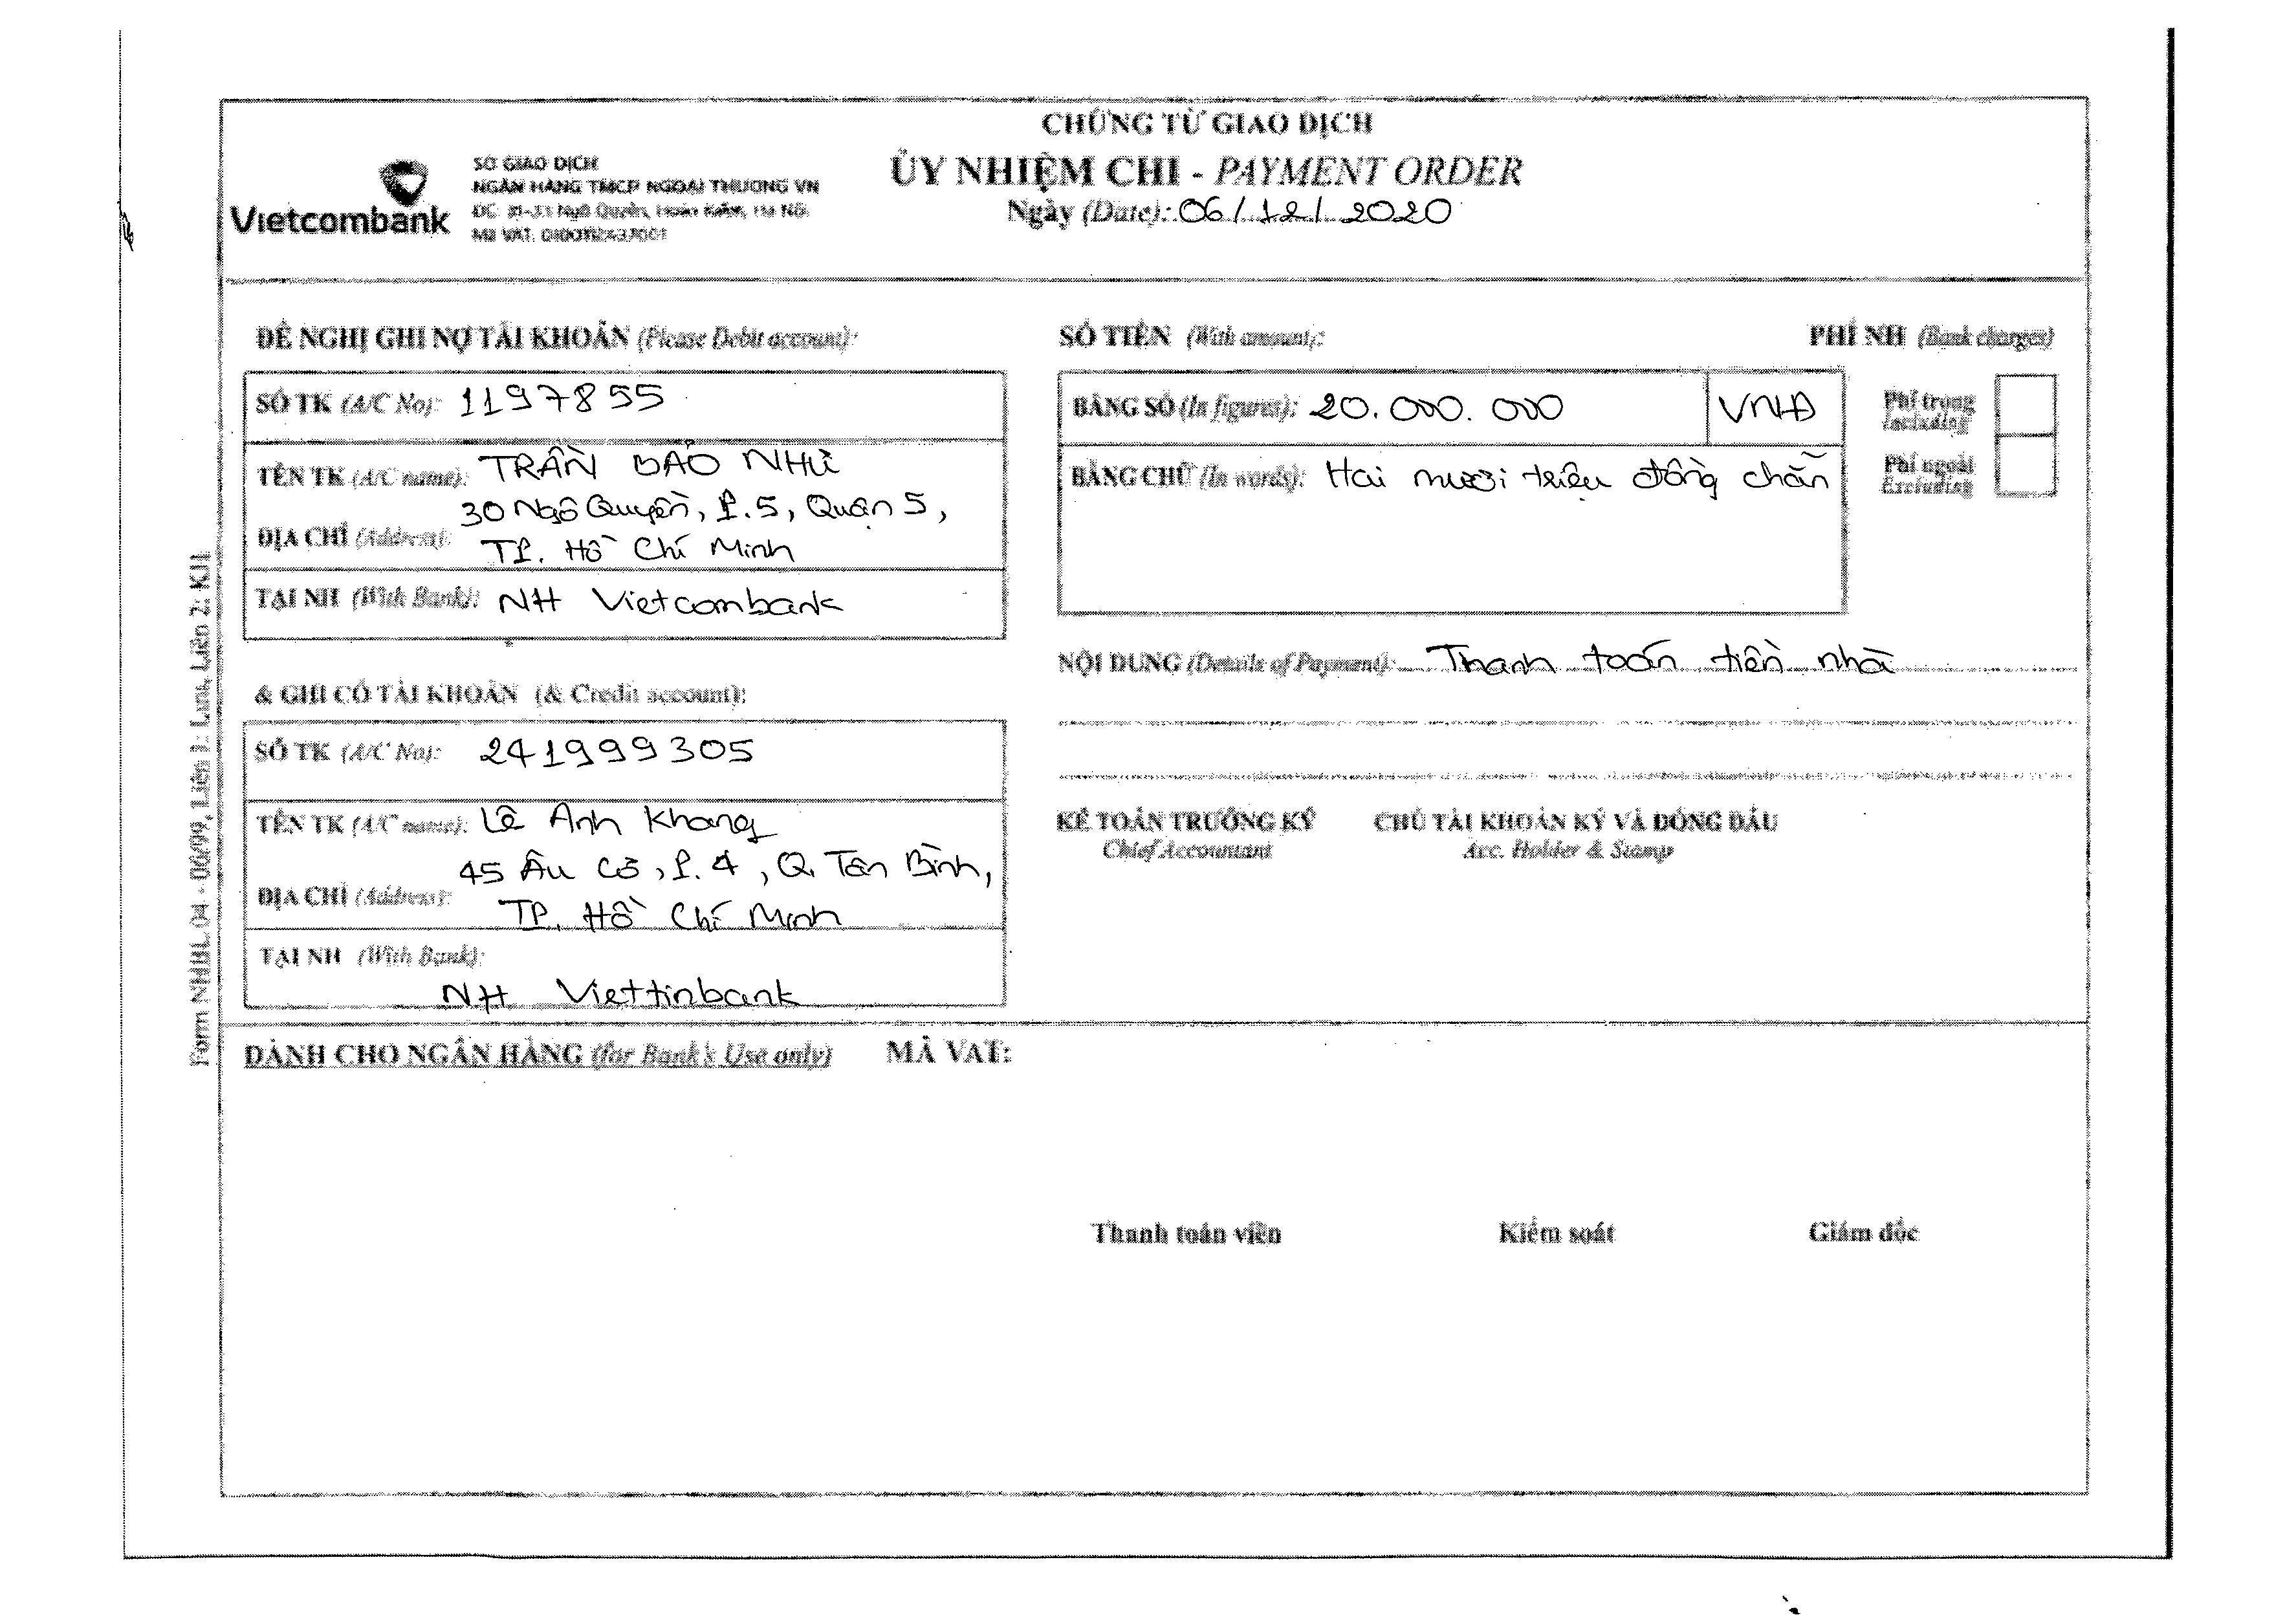 CHỨNG TỪ GIAO DỊCH
ỦY NHIỆM CHI - PAYMENT ORDER
Ngày (Date): 06/12/2020
Vietcombank
SỞ GIAO DỊCH
NGÂN HÀNG TMCP NGOẠI THƯƠNG VN
ĐC: 31-33 Ngô Quyền, Hoàn Kiếm, Hà Nội
Mã VAT:
ĐỀ NGHỊ GHI NỢ TÀI KHOẢN (Please Debit account):
SỐ TK (A/C No): 1197855
TÊN TK (A/C name): TRẦN BẢO NHƯ
30 Ngô Quyền, P.5, Quận 5,
ĐỊA CHỈ (Address): TP. Hồ Chí Minh
TẠI NH (With Bank): NH Vietcombank
& GHI CÓ TÀI KHOẢN (& Credit account):
SỐ TK (A/C No): 241999305
TÊN TK (A/C name): Lê Anh Khang
45 Âu Cơ, P.4, Q. Tân Bình,
ĐỊA CHỈ (Address): TP. Hồ Chí Minh
TẠI NH (With Bank):
NH Viettinbank
SỐ TIỀN (With amount):
PHÍ NH (Bank charges)
BẰNG SỐ (In figures): 20.000.000 VNĐ
Phí trong
Including
BẰNG CHỮ (In words): Hai mươi triệu đồng chẵn
Phí ngoài
Excluding
NỘI DUNG (Details of Payment): Thanh toán tiền nhà
KẾ TOÁN TRƯỞNG KÝ
Chief Accountant
CHỦ TÀI KHOẢN KÝ VÀ ĐÓNG DẤU
Acc. Holder & Stamp
Form NHBL 04 - 06/99, Liên 1: Lưu, Liên 2: KH
DÀNH CHO NGÂN HÀNG (for Bank's Use only) MÃ VAT:
Thanh toán viên Kiểm soát Giám đốc